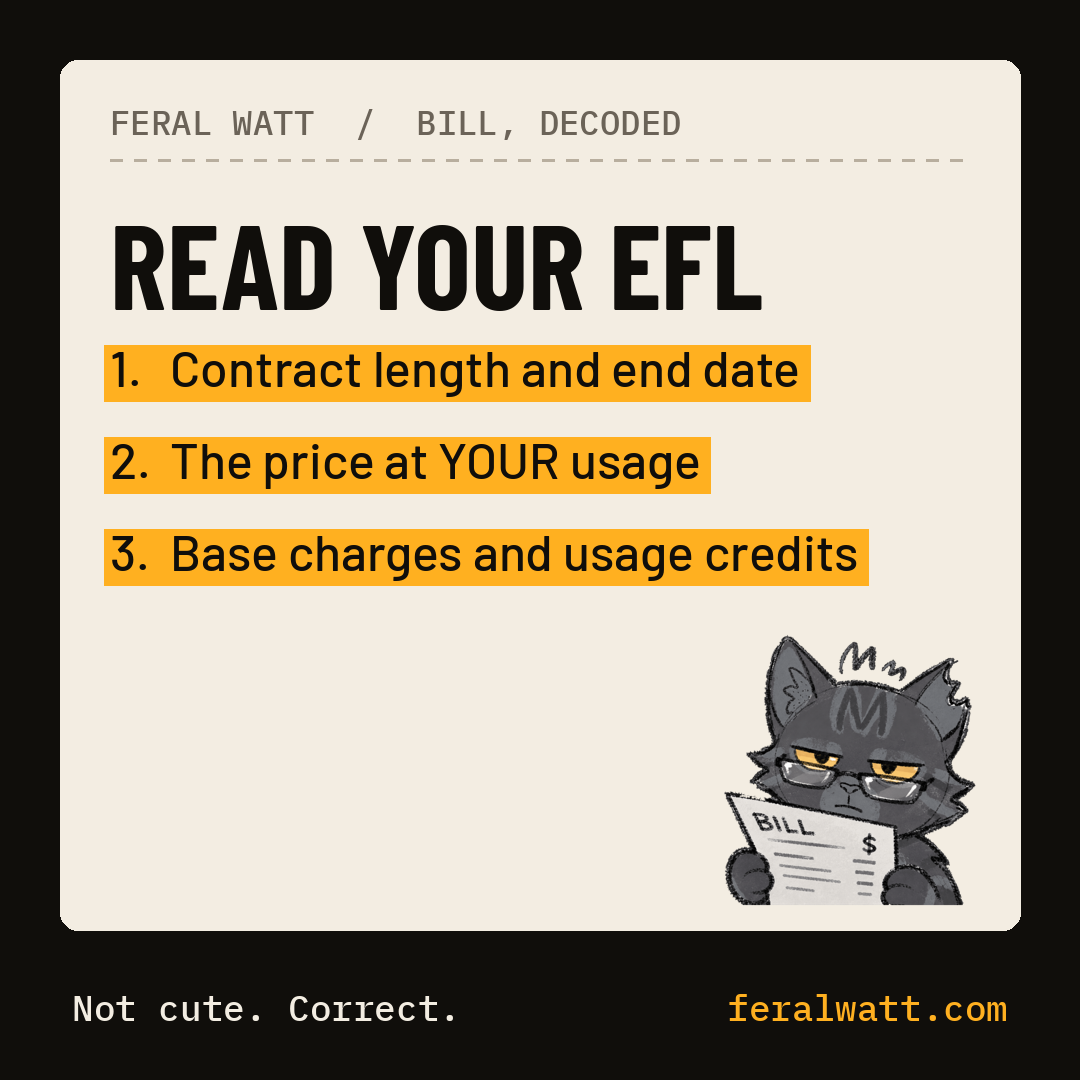 FERAL WATT / BILL, DECODED
READ YOUR EFL
1. Contract length and end date
2. The price at YOUR usage
3. Base charges and usage credits
M
BILL
$
Not cute. Correct.
feralwatt.com